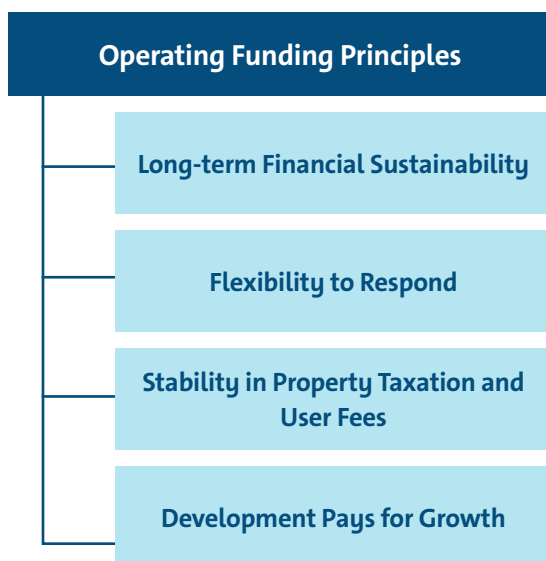 Operating Funding Principles
Long-term Financial Sustainability
Flexibility to Respond
Stability in Property Taxation and
User Fees
Development Pays for Growth